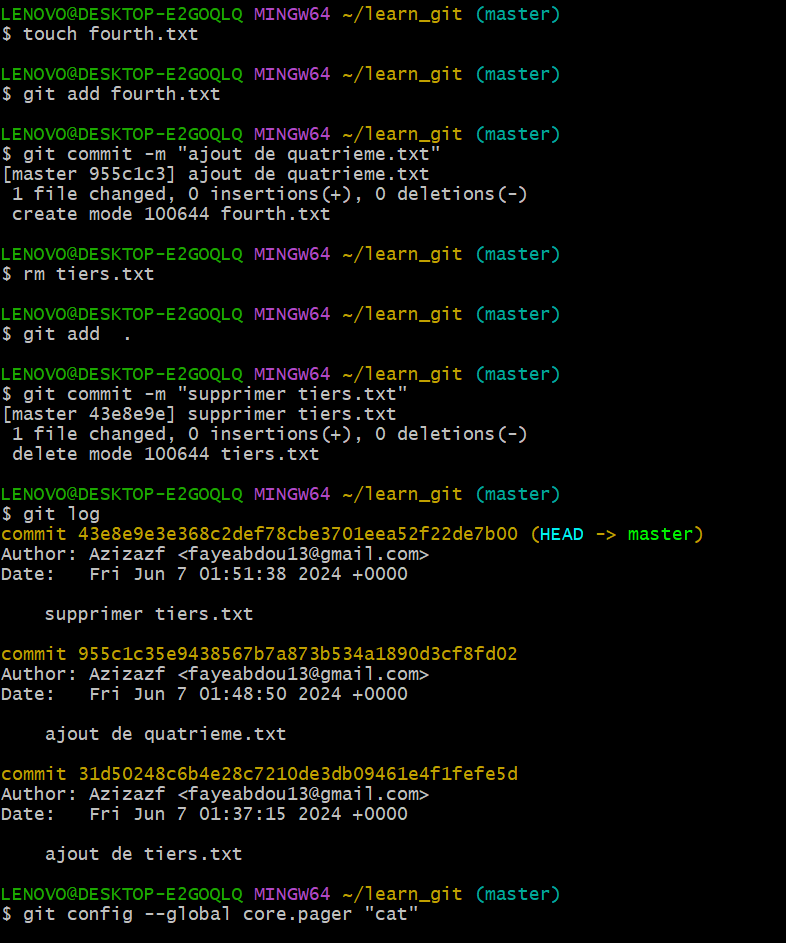 LENOVO@DESKTOP-E2GOQLQ MINGW64 ~/learn_git (master)
$ touch fourth.txt

LENOVO@DESKTOP-E2GOQLQ MINGW64 ~/learn_git (master)
$ git add fourth.txt

LENOVO@DESKTOP-E2GOQLQ MINGW64 ~/learn_git (master)
$ git commit -m "ajout de quatrieme.txt"
[master 955c1c3] ajout de quatrieme.txt
 1 file changed, 0 insertions(+), 0 deletions(-)
 create mode 100644 fourth.txt

LENOVO@DESKTOP-E2GOQLQ MINGW64 ~/learn_git (master)
$ rm tiers.txt

LENOVO@DESKTOP-E2GOQLQ MINGW64 ~/learn_git (master)
$ git add  .

LENOVO@DESKTOP-E2GOQLQ MINGW64 ~/learn_git (master)
$ git commit -m "supprimer tiers.txt"
[master 43e8e9e] supprimer tiers.txt
 1 file changed, 0 insertions(+), 0 deletions(-)
 delete mode 100644 tiers.txt

LENOVO@DESKTOP-E2GOQLQ MINGW64 ~/learn_git (master)
$ git log
commit 43e8e9e3e368c2def78cbe3701eea52f22de7b00 (HEAD -> master)
Author: Azizazf <fayeabdou13@gmail.com>
Date:   Fri Jun 7 01:51:38 2024 +0000

    supprimer tiers.txt

commit 955c1c35e9438567b7a873b534a1890d3cf8fd02
Author: Azizazf <fayeabdou13@gmail.com>
Date:   Fri Jun 7 01:48:50 2024 +0000

    ajout de quatrieme.txt

commit 31d50248c6b4e28c7210de3db09461e4f1fefe5d
Author: Azizazf <fayeabdou13@gmail.com>
Date:   Fri Jun 7 01:37:15 2024 +0000

    ajout de tiers.txt

LENOVO@DESKTOP-E2GOQLQ MINGW64 ~/learn_git (master)
$ git config --global core.pager "cat"